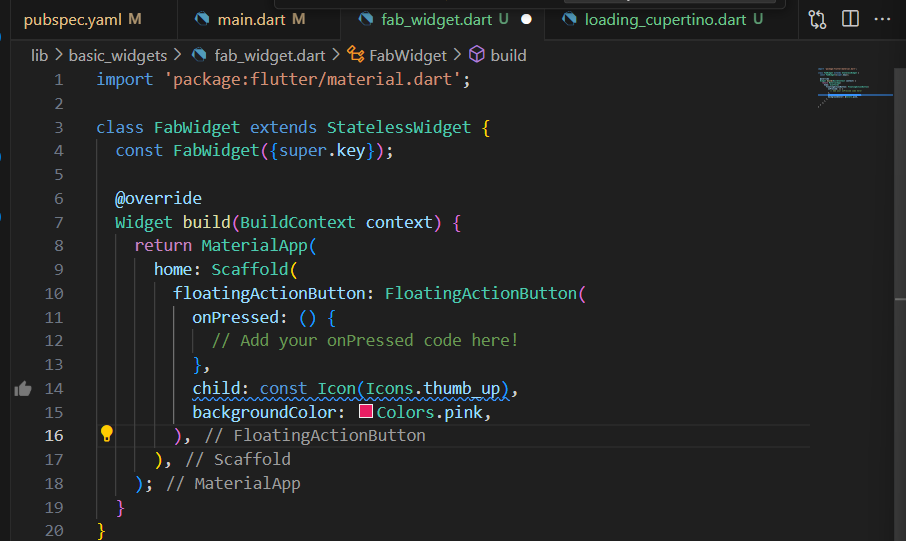 pubspec.yaml M main.dart M fab_widget.dart U loading_cupertino.dart U
lib > basic_widgets > fab_widget.dart > FabWidget > build
1 import 'package:flutter/material.dart';
2
3 class FabWidget extends StatelessWidget {
4 const FabWidget({super.key});
5
6 @override
7 Widget build(BuildContext context) {
8 return MaterialApp(
9 home: Scaffold(
10 floatingActionButton: FloatingActionButton(
11 onPressed: () {
12 // Add your onPressed code here!
13 },
14 child: const Icon(Icons.thumb_up),
15 backgroundColor: Colors.pink,
16 ), // FloatingActionButton
17 ), // Scaffold
18 ); // MaterialApp
19 }
20 }